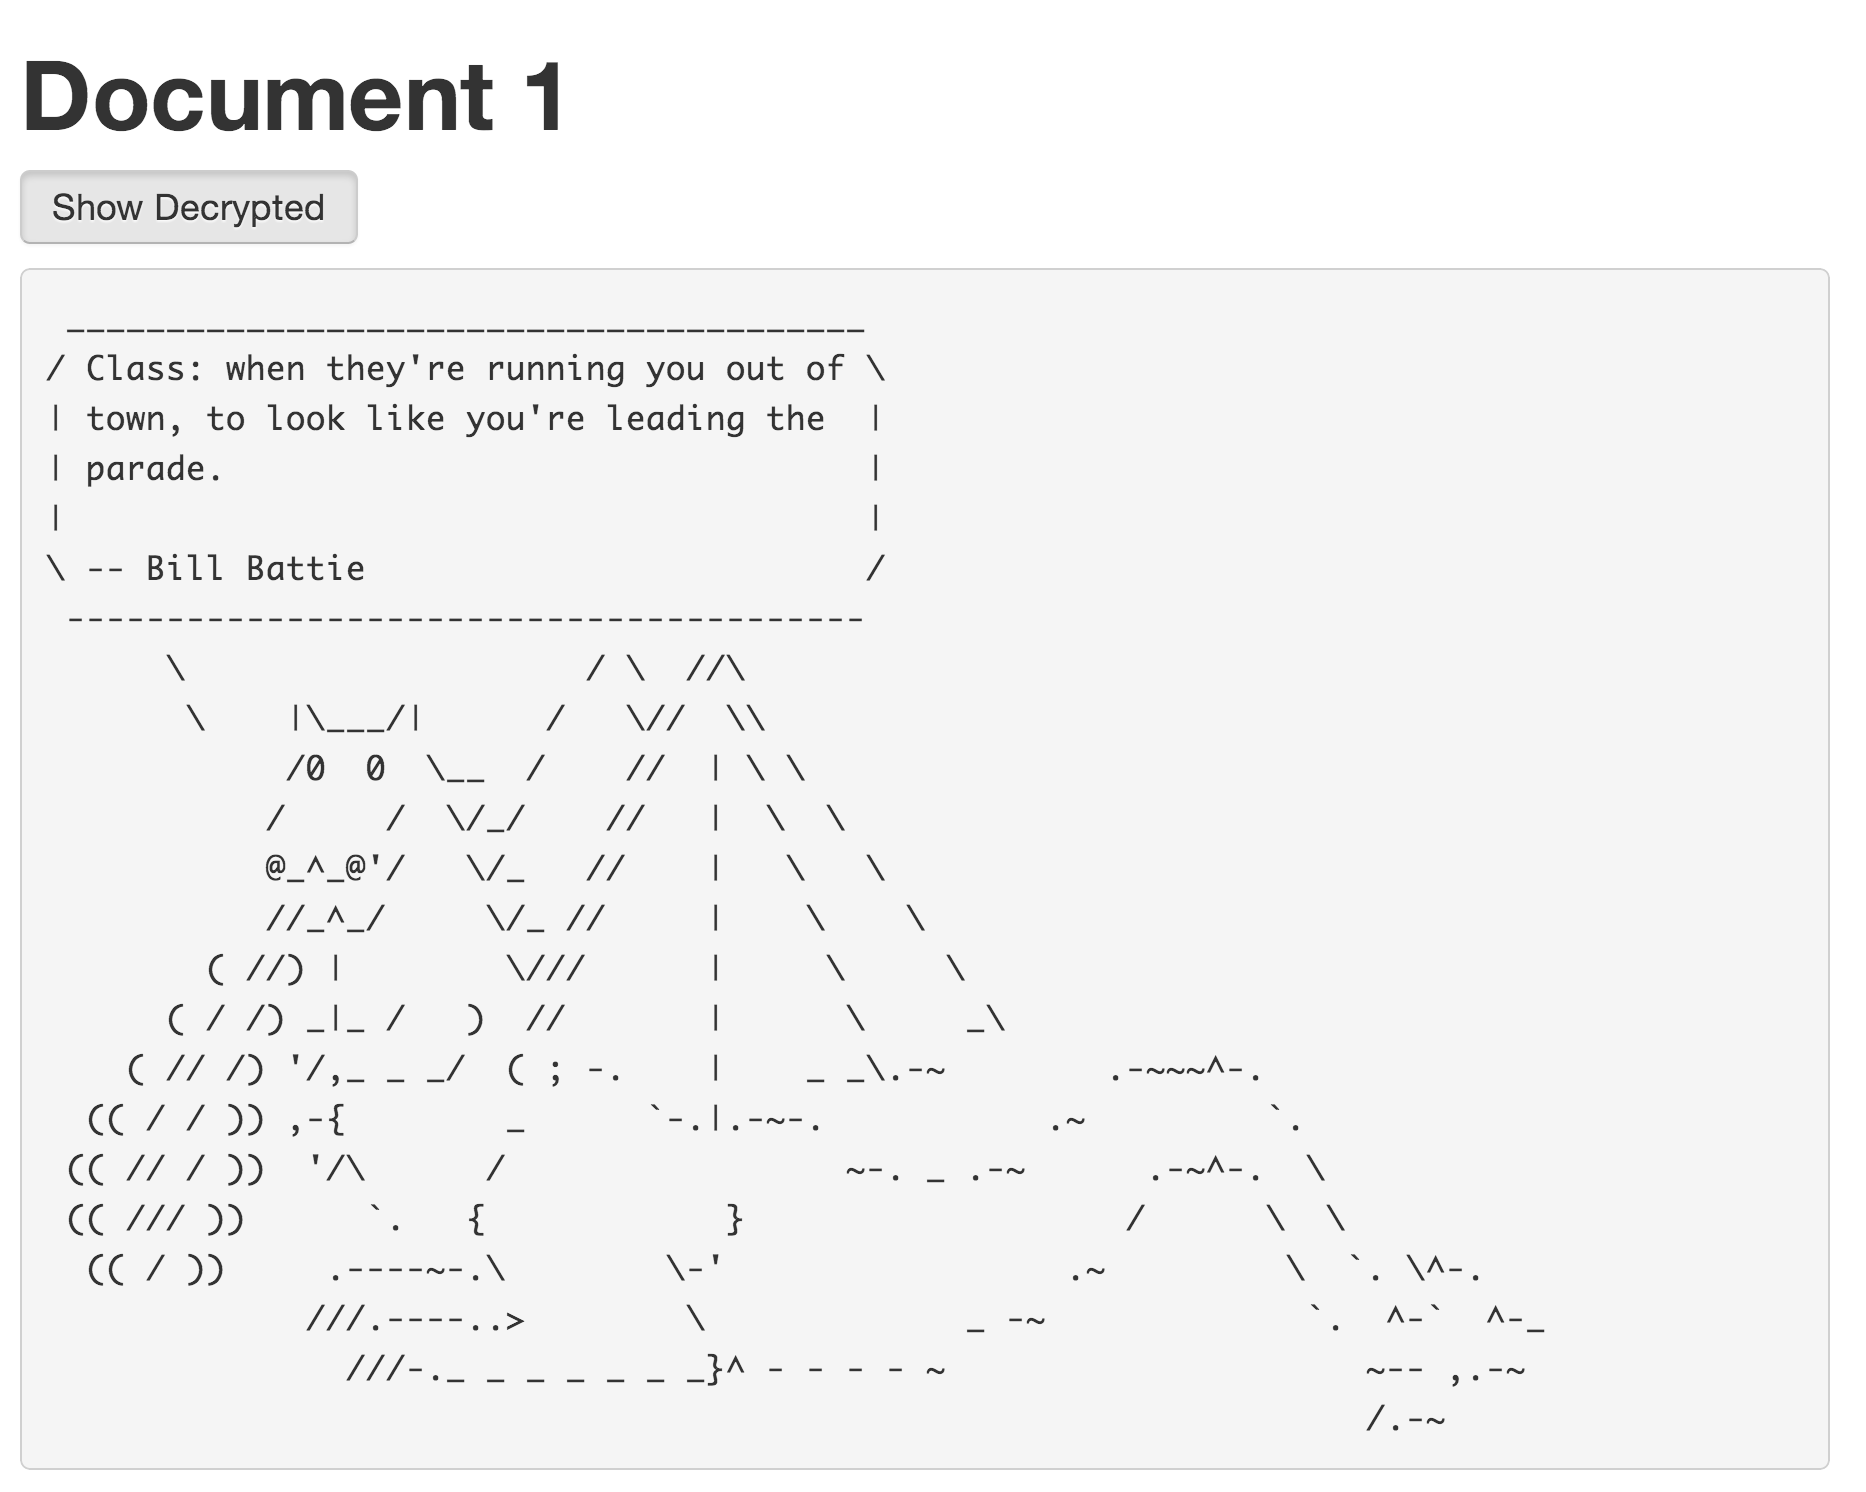 Document 1
Show Decrypted
 ________________________________________
/ Class: when they're running you out of \
| town, to look like you're leading the  |
| parade.                                |
|                                        |
\ -- Bill Battie                         /
 ----------------------------------------
      \                    / \  //\
       \    |\___/|      /   \//  \\
            /0  0  \__  /    //  | \ \
           /     /  \/_/    //   |  \  \
           @_^_@'/   \/_   //    |   \   \
           //_^_/     \/_ //     |    \    \
        ( //) |        \///      |     \     \
      ( / /) _|_ /   )  //       |      \     _\
    ( // /) '/,_ _ _/  ( ; -.    |    _ _\.-~        .-~~~^-.
  (( / / )) ,-{        _      `-.|.-~-.           .~         `.
 (( // / ))  '/\      /                 ~-. _ .-~      .-~^-.  \
 (( /// ))      `.   {            }                   /      \  \
  (( / ))     .----~-.\        \-'                 .~         \  `. \^-.
             ///.----..>        \             _ -~             `.  ^-`  ^-_
               ///-._ _ _ _ _ _ _}^ - - - - ~                     ~-- ,.-~
                                                                  /.-~